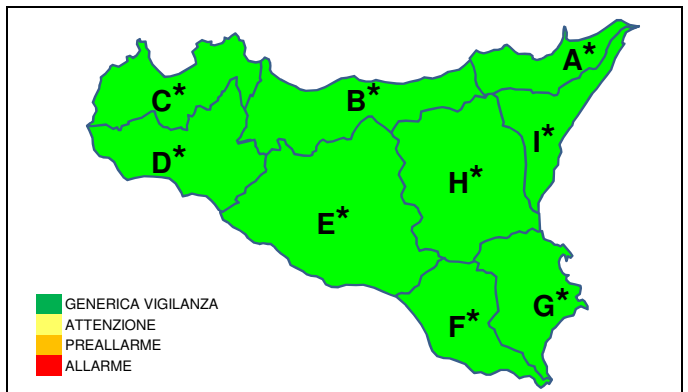 A*
B*
C*
I*
D*
H*
E*
G*
F*
GENERICA VIGILANZA
ATTENZIONE
PREALLARME
ALLARME